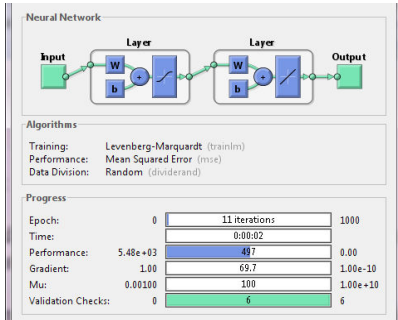 Neural Network
Layer Layer
Input Output
W W
+ +
b b
Algorithms
Training: Levenberg-Marquardt (trainlm)
Performance: Mean Squared Error (mse)
Data Division: Random (dividerand)
Progress
Epoch: 0 11 iterations 1000
Time: 0:00:02
Performance: 5.48e+03 497 0.00
Gradient: 1.00 69.7 1.00e-10
Mu: 0.00100 100 1.00e+10
Validation Checks: 0 6 6